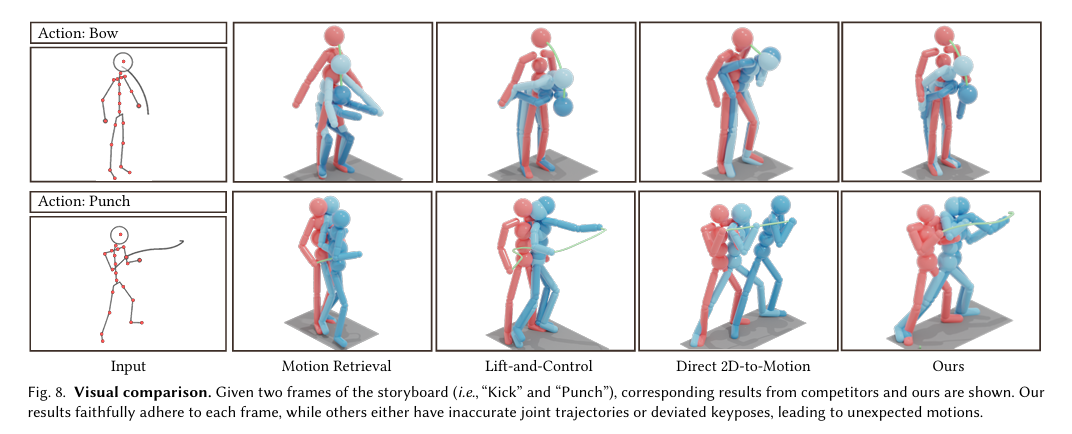 Action: Bow
Action: Punch
Input
Motion Retrieval
Lift-and-Control
Direct 2D-to-Motion
Ours
Fig. 8. Visual comparison. Given two frames of the storyboard (i.e., “Kick” and “Punch”), corresponding results from competitors and ours are shown. Our
results faithfully adhere to each frame, while others either have inaccurate joint trajectories or deviated keyposes, leading to unexpected motions.